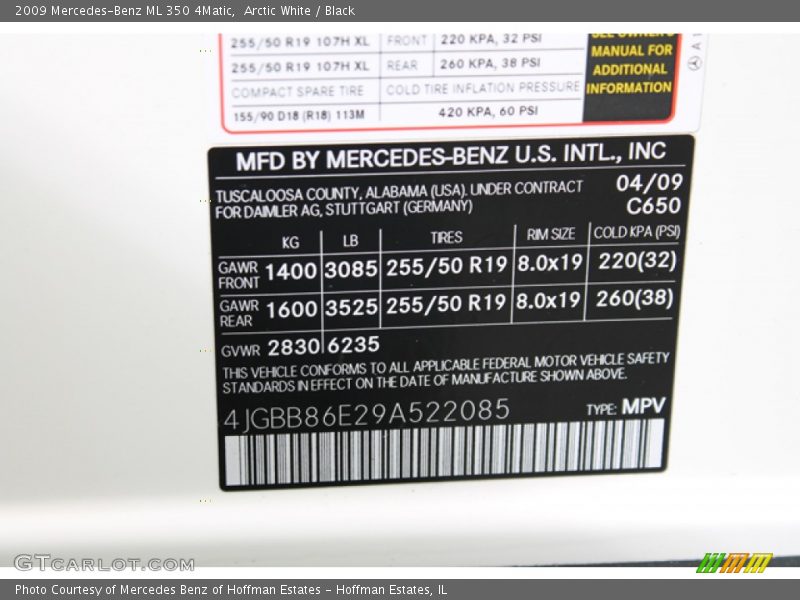 2009 Mercedes-Benz ML 350 4Matic, Arctic White / Black
255/50 R19 107H XL FRONT 220 KPA, 32 PSI
255/50 R19 107H XL REAR 260 KPA, 38 PSI
COMPACT SPARE TIRE COLD TIRE INFLATION PRESSURE
155/90 D18 (R18) 113M 420 KPA, 60 PSI
SEE OWNER'S
MANUAL FOR
ADDITIONAL
INFORMATION
MFD BY MERCEDES-BENZ U.S. INTL., INC
TUSCALOOSA COUNTY, ALABAMA (USA). UNDER CONTRACT 04/09
FOR DAIMLER AG, STUTTGART (GERMANY) C650
KG LB TIRES RIM SIZE COLD KPA (PSI)
GAWR FRONT 1400 3085 255/50 R19 8.0x19 220(32)
GAWR REAR 1600 3525 255/50 R19 8.0x19 260(38)
GVWR 2830 6235
THIS VEHICLE CONFORMS TO ALL APPLICABLE FEDERAL MOTOR VEHICLE SAFETY
STANDARDS IN EFFECT ON THE DATE OF MANUFACTURE SHOWN ABOVE.
4JGBB86E29A522085 TYPE: MPV
GTCARLOT.COM
Photo Courtesy of Mercedes Benz of Hoffman Estates - Hoffman Estates, IL